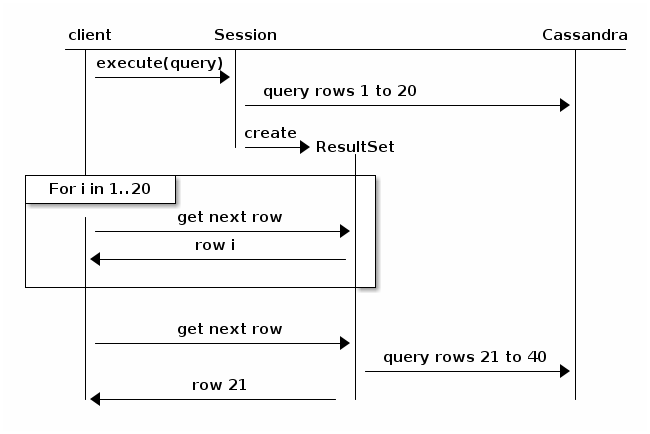 client
Session
Cassandra
execute(query)
query rows 1 to 20
create
ResultSet
For i in 1..20
get next row
row i
get next row
query rows 21 to 40
row 21